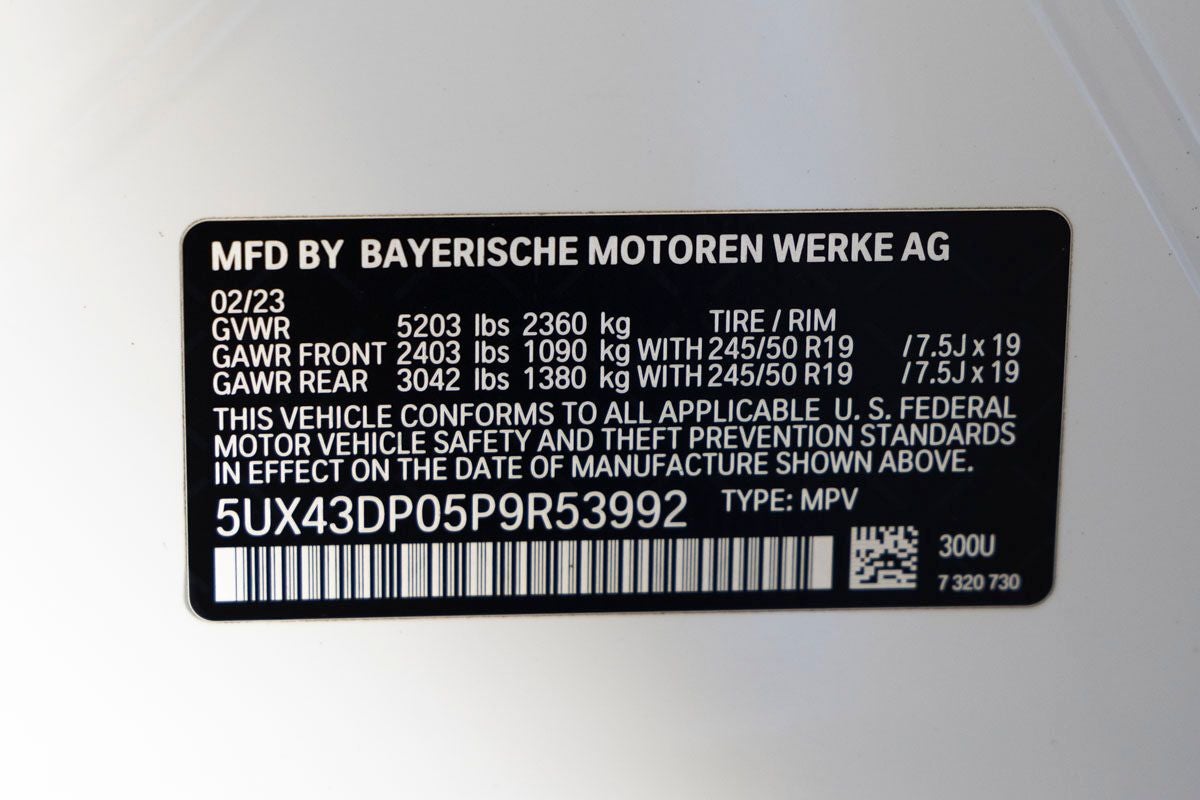 MFD BY BAYERISCHE MOTOREN WERKE AG
02/23
GVWR 5203 lbs 2360 kg TIRE / RIM
GAWR FRONT 2403 lbs 1090 kg WITH 245/50 R19 / 7.5J x 19
GAWR REAR 3042 lbs 1380 kg WITH 245/50 R19 / 7.5J x 19
THIS VEHICLE CONFORMS TO ALL APPLICABLE U. S. FEDERAL
MOTOR VEHICLE SAFETY AND THEFT PREVENTION STANDARDS
IN EFFECT ON THE DATE OF MANUFACTURE SHOWN ABOVE.
5UX43DP05P9R53992 TYPE: MPV
300U
7 320 730